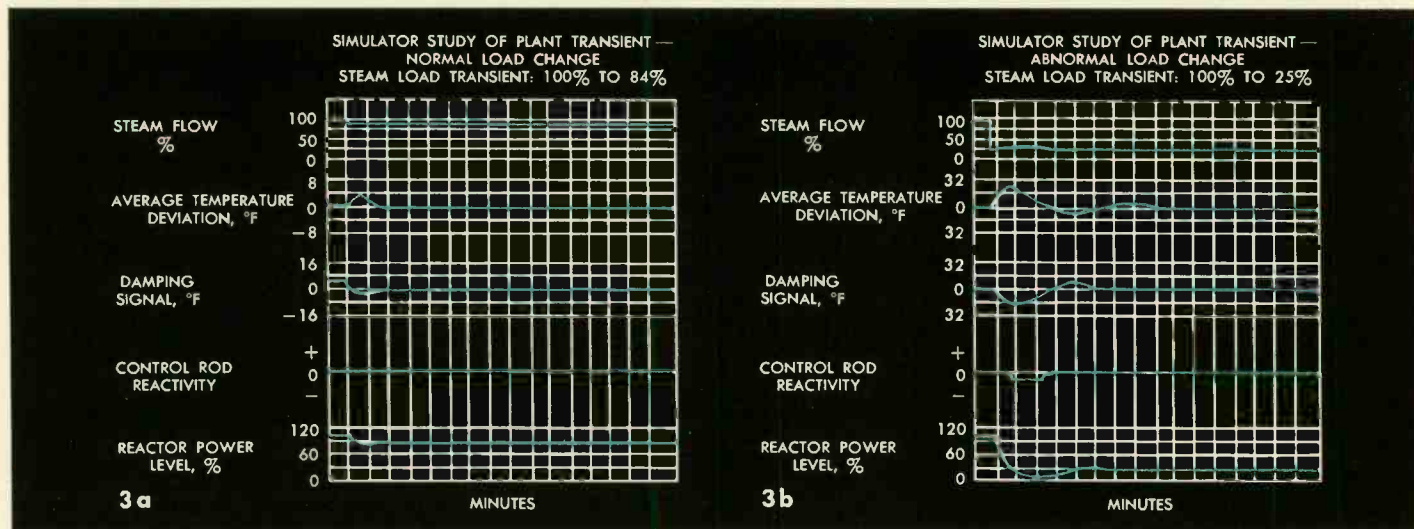 SIMULATOR STUDY OF PLANT TRANSIENT —
NORMAL LOAD CHANGE
STEAM LOAD TRANSIENT: 100% TO 84%
STEAM FLOW
%
100
50
0
AVERAGE TEMPERATURE
DEVIATION, °F
8
0
−8
DAMPING
SIGNAL, °F
16
0
−16
CONTROL ROD
REACTIVITY
+
0
−
REACTOR POWER
LEVEL, %
120
60
0
3a
MINUTES
SIMULATOR STUDY OF PLANT TRANSIENT —
ABNORMAL LOAD CHANGE
STEAM LOAD TRANSIENT: 100% TO 25%
STEAM FLOW
%
100
50
0
AVERAGE TEMPERATURE
DEVIATION, °F
32
0
32
DAMPING
SIGNAL, °F
32
0
32
CONTROL ROD
REACTIVITY
+
0
−
REACTOR POWER
LEVEL, %
120
60
0
3b
MINUTES